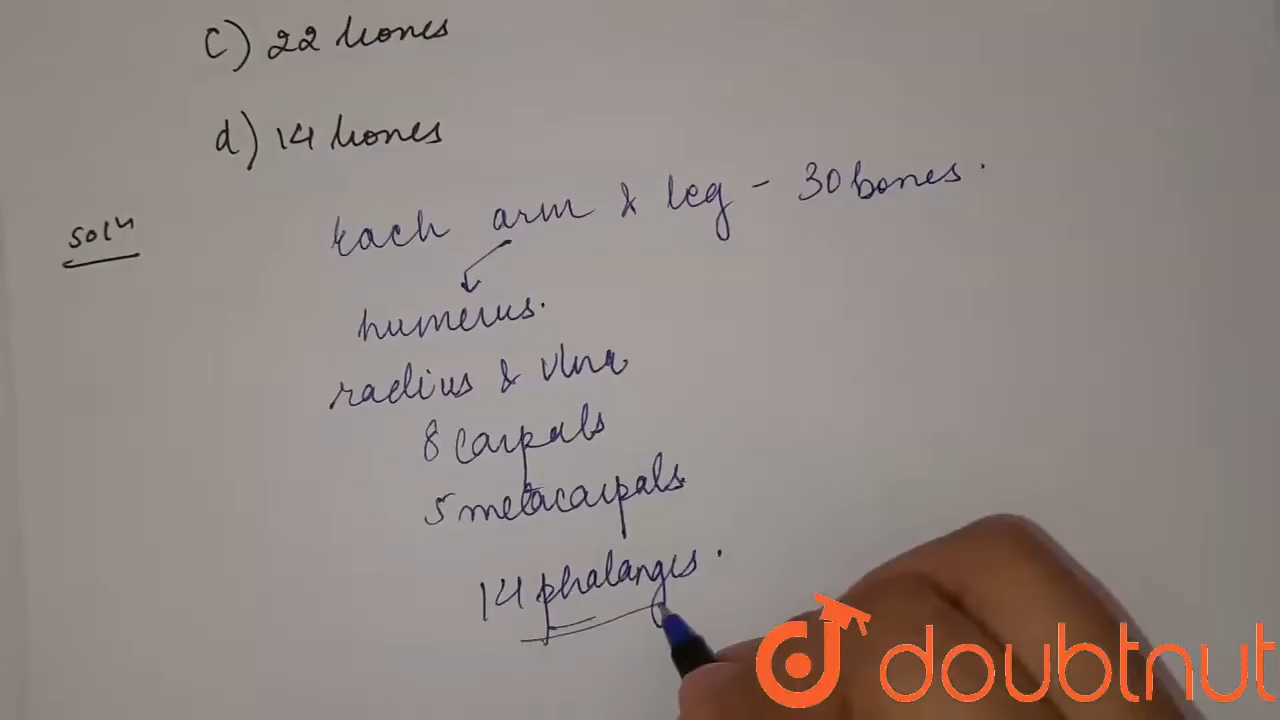 c) 22 bones
d) 14 bones
Soln
Each arm & leg - 30 bones.
humerus.
radius & ulna
8 carpals
5 metacarpals
14 phalanges.
doubtnut